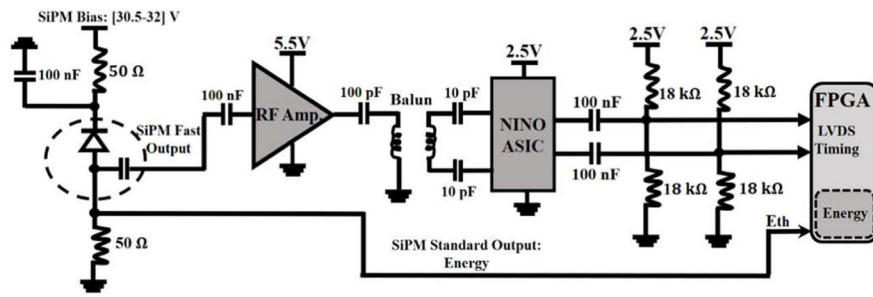 SiPM Bias: [30.5-32] V
100 nF
50 Ω
SiPM Fast
Output
100 nF
5.5V
RF Amp.
100 pF
Balun
10 pF
10 pF
2.5V
NINO
ASIC
100 nF
100 nF
2.5V
2.5V
18 kΩ
18 kΩ
18 kΩ
18 kΩ
FPGA
LVDS
Timing
Energy
Eth
50 Ω
SiPM Standard Output:
Energy